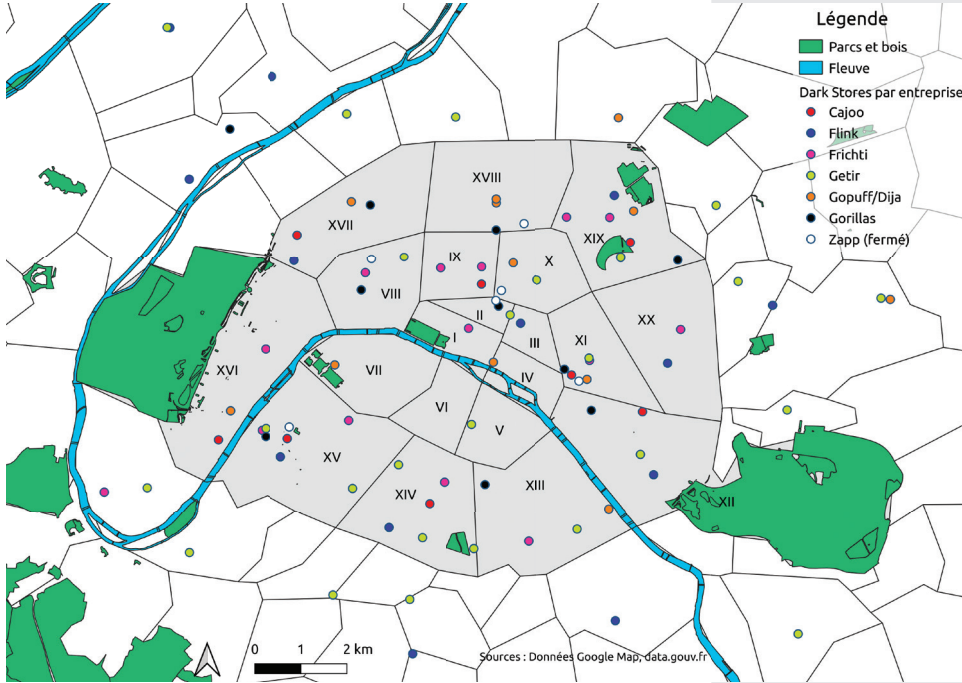 Légende
Parcs et bois
Fleuve
Dark Stores par entreprise
Cajoo
Flink
Frichti
Getir
Gopuff/Dija
Gorillas
Zapp (fermé)
XVIII
XVII
XIX
IX
X
VIII
II
I
III
XI
XX
XVI
VII
IV
VI
V
XV
XIV
XIII
XII
0 1 2 km
Sources : Données Google Map, data.gouv.fr